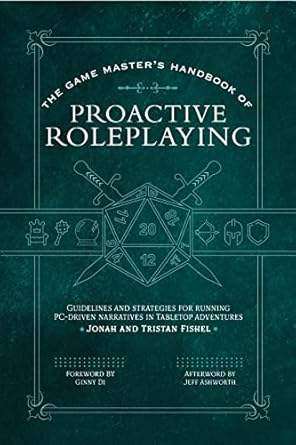 THE GAME MASTER'S HANDBOOK OF
PROACTIVE
ROLEPLAYING
20
12
11
GUIDELINES AND STRATEGIES FOR RUNNING
PC-DRIVEN NARRATIVES IN TABLETOP ADVENTURES
JONAH AND TRISTAN FISHEL
FOREWORD BY
GINNY DI
AFTERWORD BY
JEFF ASHWORTH